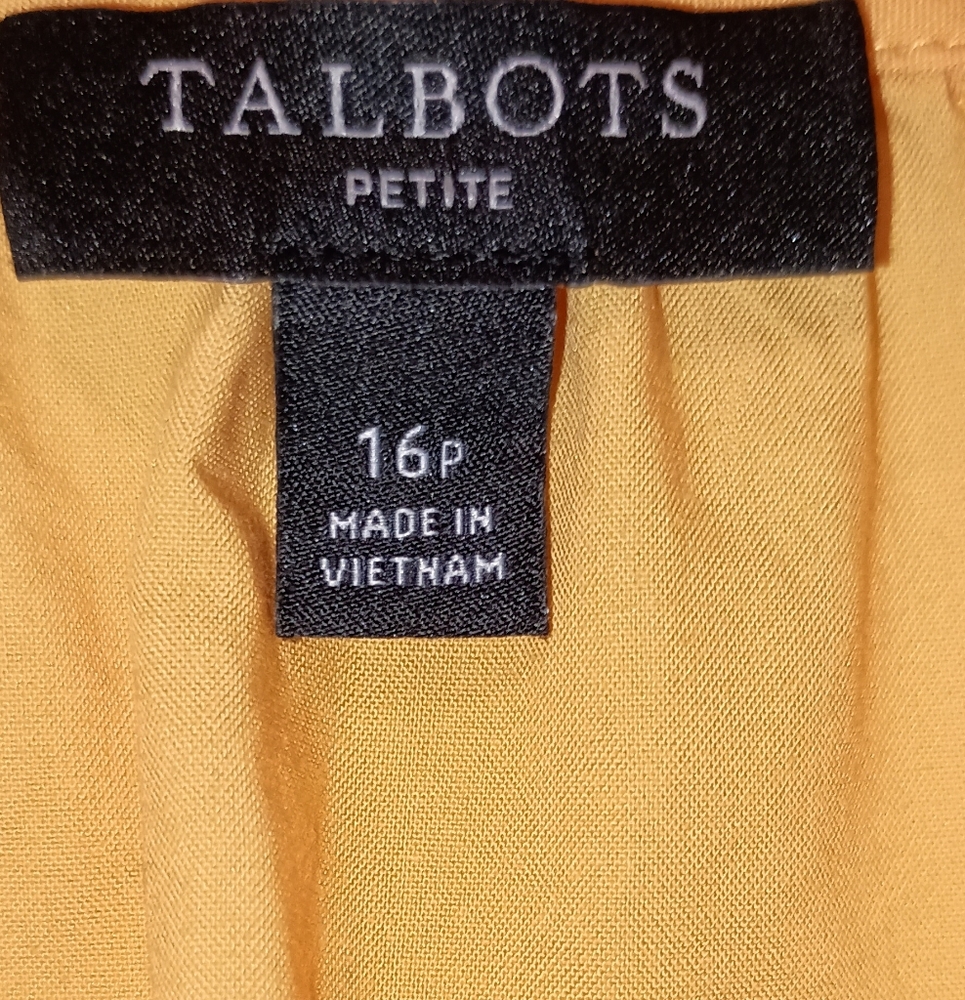 TALBOTS
PETITE
16P
MADE IN
VIETNAM